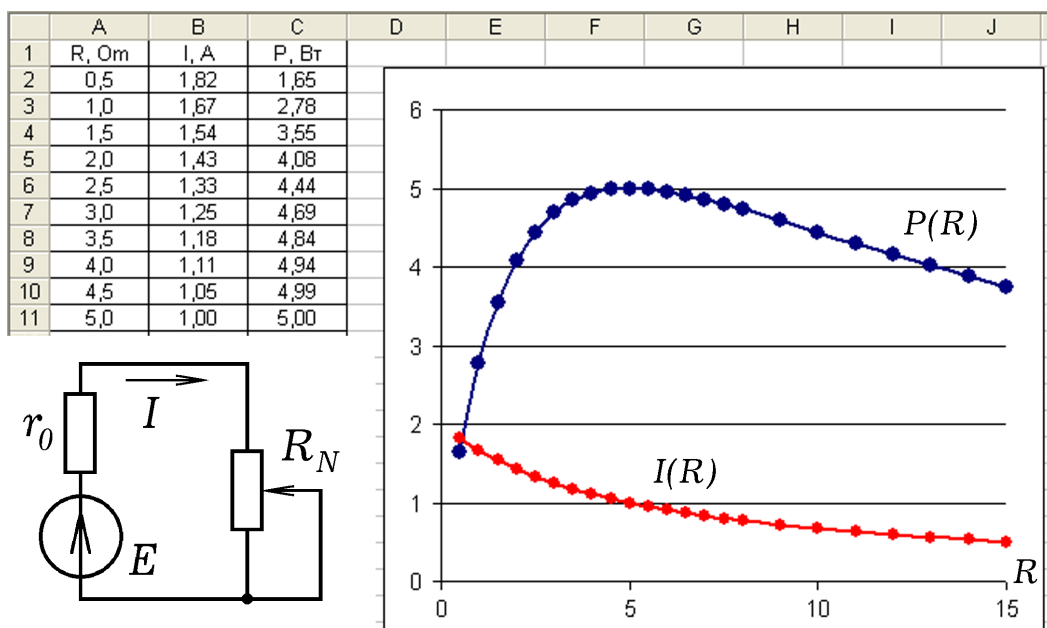 A B C D E F G H I J
1 R, Om I, A P, Вт
2 0,5 1,82 1,65
3 1,0 1,67 2,78
4 1,5 1,54 3,55
5 2,0 1,43 4,08
6 2,5 1,33 4,44
7 3,0 1,25 4,69
8 3,5 1,18 4,84
9 4,0 1,11 4,94
10 4,5 1,05 4,99
11 5,0 1,00 5,00
6
5
4
3
2
1
0
0 5 10 15
P(R)
I(R)
R
I
r₀
R_N
E